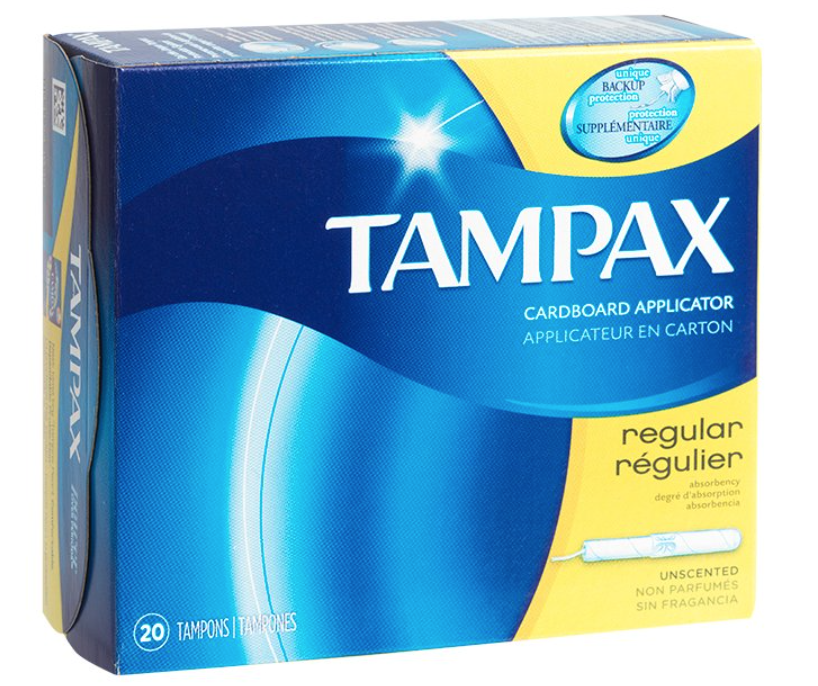 unique
BACKUP
protection
protection
SUPPLÉMENTAIRE
unique
TAMPAX
CARDBOARD APPLICATOR
APPLICATEUR EN CARTON
regular
régulier
absorbency
degré d'absorption
absorbencia
UNSCENTED
NON PARFUMÉS
SIN FRAGANCIA
20 TAMPONS | TAMPONES
TAMPAX
TAMPAX